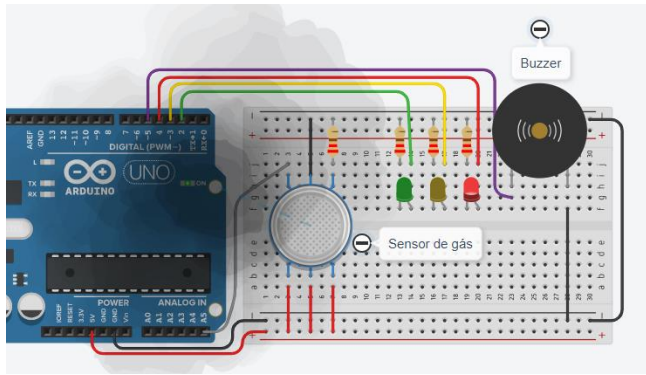 Buzzer
Sensor de gás
AREF
GND
13
12
~11
~10
~9
8
7
~6
~5
4
~3
2
TX→1
RX←0
DIGITAL (PWM~)
L
TX
RX
UNO
ON
ARDUINO
POWER
ANALOG IN
IOREF
RESET
3.3V
5V
GND
GND
Vin
A0
A1
A2
A3
A4
A5